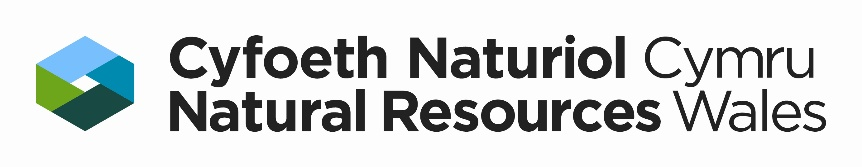 Cyfoeth Naturiol Cymru
Natural Resources Wales